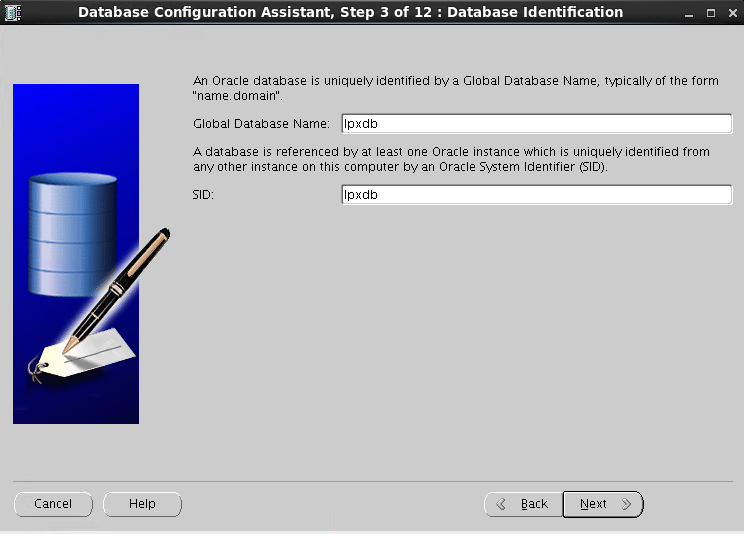 Database Configuration Assistant, Step 3 of 12 : Database Identification
An Oracle database is uniquely identified by a Global Database Name, typically of the form
"name.domain".
Global Database Name: lpxdb
A database is referenced by at least one Oracle instance which is uniquely identified from
any other instance on this computer by an Oracle System Identifier (SID).
SID: lpxdb
Cancel Help Back Next